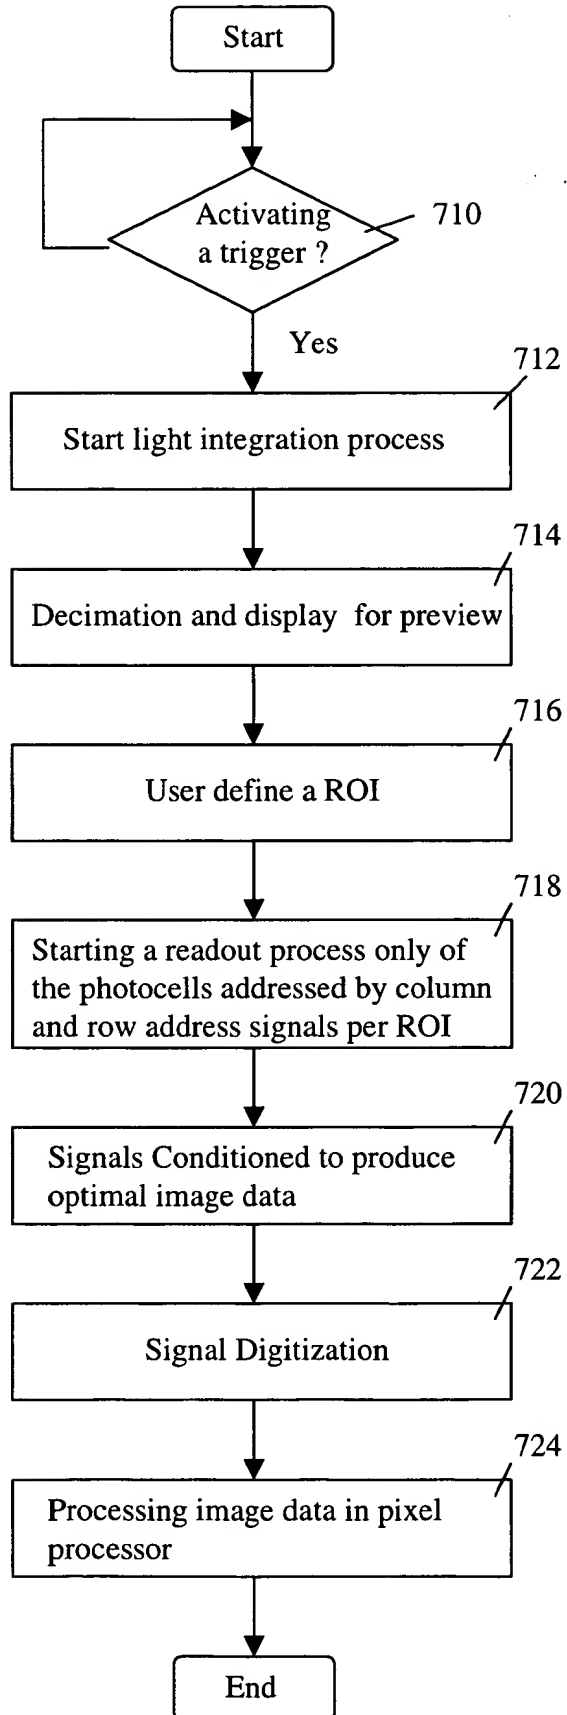 Start
Activating
a trigger ?
710
Yes
712
Start light integration process
714
Decimation and display for preview
716
User define a ROI
718
Starting a readout process only of
the photocells addressed by column
and row address signals per ROI
720
Signals Conditioned to produce
optimal image data
722
Signal Digitization
724
Processing image data in pixel
processor
End